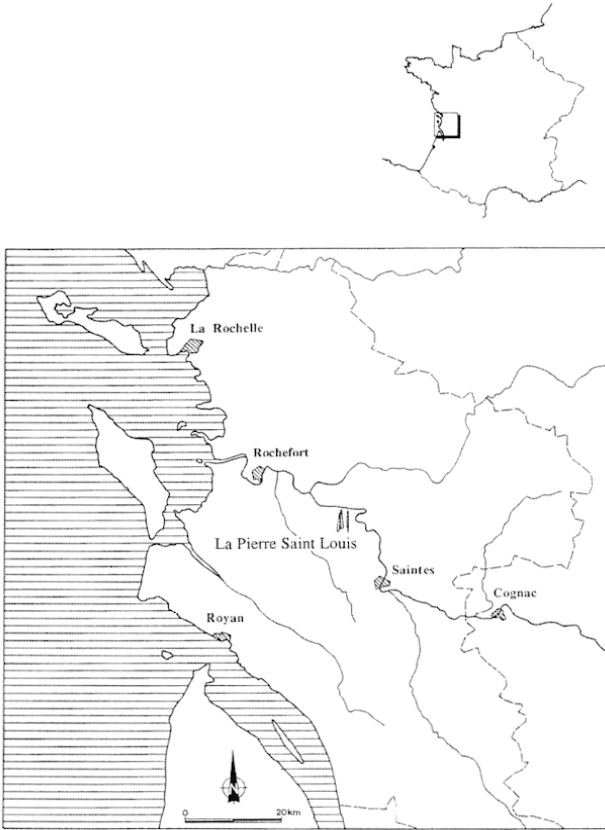 La Rochelle
Rochefort
La Pierre Saint Louis
Saintes
Cognac
Royan
N
0 20km